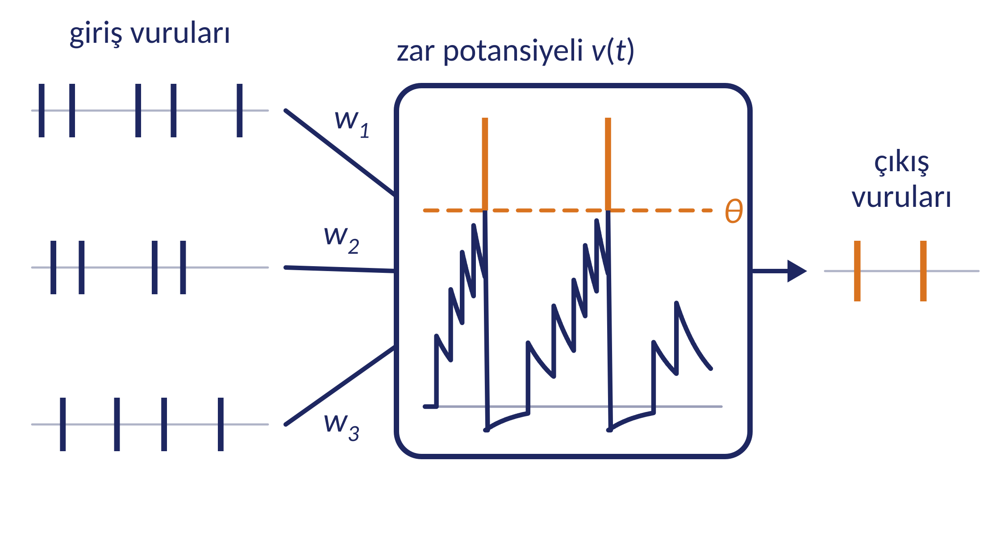 giriş vuruları
zar potansiyeli v(t)
w1
w2
w3
θ
çıkış
vuruları